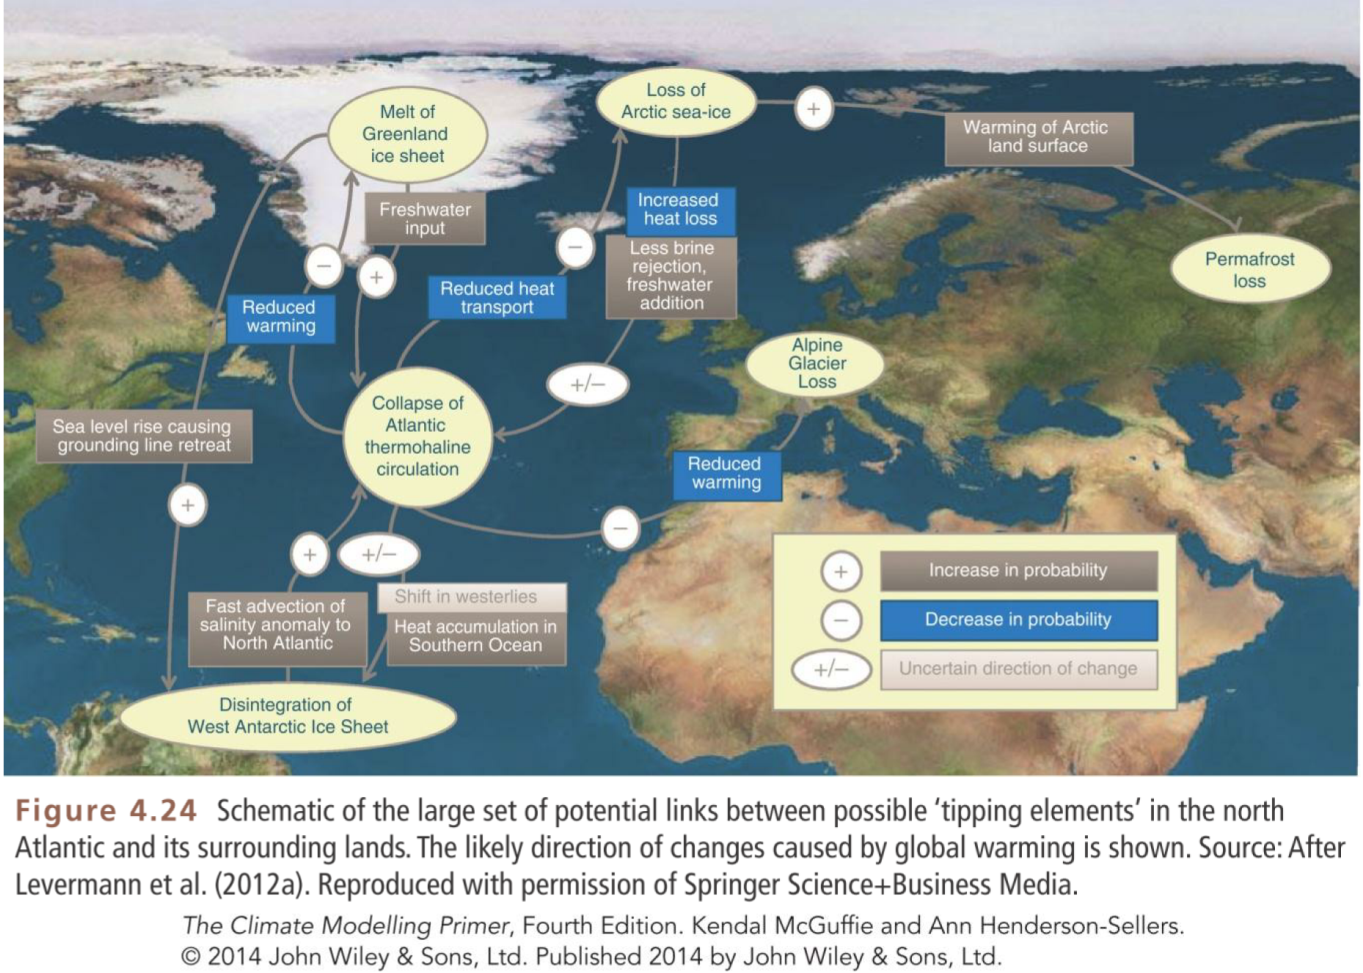 Melt of
Greenland
ice sheet
Loss of
Arctic sea-ice
+
Warming of Arctic
land surface
Freshwater
input
Increased
heat loss
Less brine
rejection,
freshwater
addition
Permafrost
loss
−
+
−
Reduced heat
transport
Reduced
warming
Alpine
Glacier
Loss
+/−
Collapse of
Atlantic
thermohaline
circulation
Sea level rise causing
grounding line retreat
Reduced
warming
+
−
+
+/−
Shift in westerlies
Fast advection of
salinity anomaly to
North Atlantic
Heat accumulation in
Southern Ocean
Disintegration of
West Antarctic Ice Sheet
+ Increase in probability
− Decrease in probability
+/− Uncertain direction of change
Figure 4.24 Schematic of the large set of potential links between possible ‘tipping elements’ in the north
Atlantic and its surrounding lands. The likely direction of changes caused by global warming is shown. Source: After
Levermann et al. (2012a). Reproduced with permission of Springer Science+Business Media.
The Climate Modelling Primer, Fourth Edition. Kendal McGuffie and Ann Henderson-Sellers.
© 2014 John Wiley & Sons, Ltd. Published 2014 by John Wiley & Sons, Ltd.